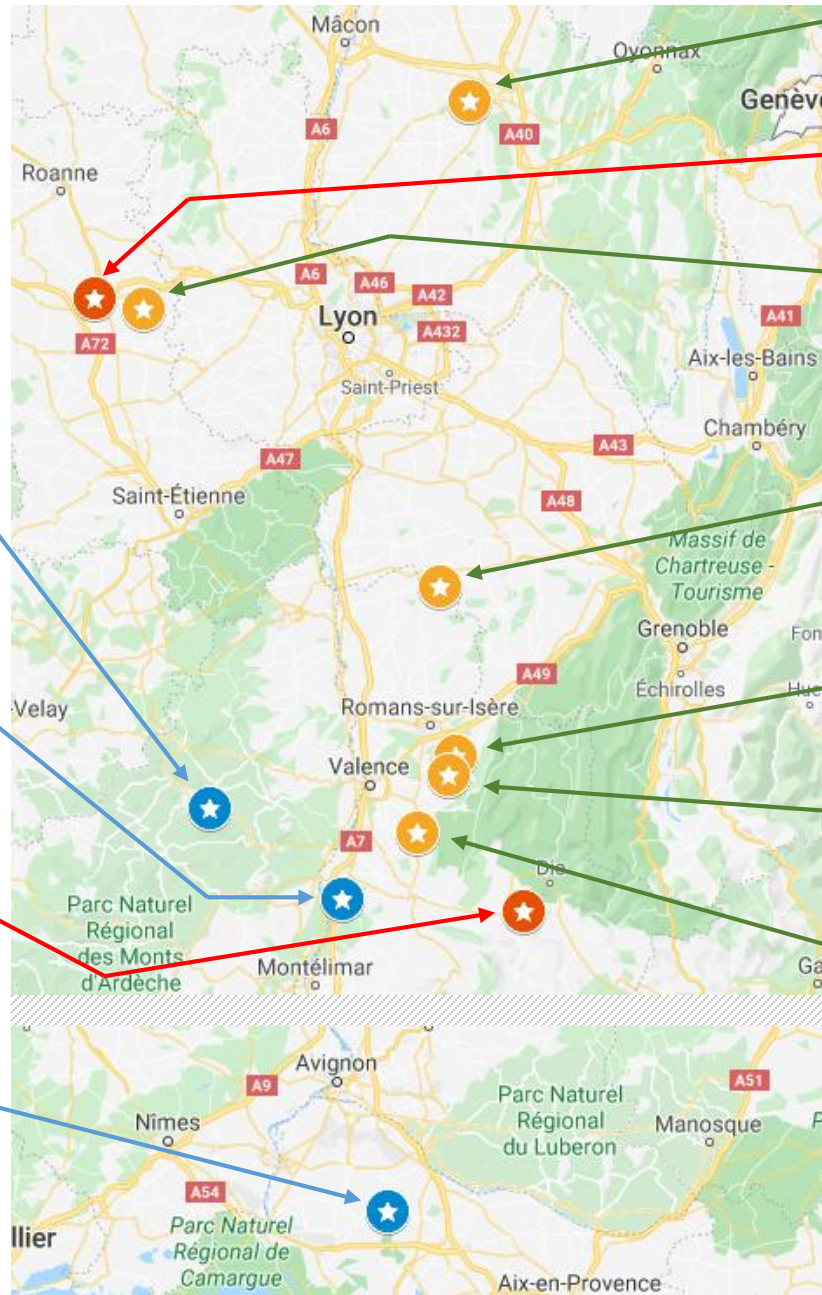 Mâcon
Oyonnax
Genève
A6
A40
Roanne
A6
A46
A42
A41
Lyon
A432
A72
Aix-les-Bains
Saint-Priest
Chambéry
A43
A47
A48
Saint-Étienne
Massif de
Chartreuse -
Tourisme
Grenoble
Fon
A49
Échirolles
Huez
-Velay
Romans-sur-Isère
Valence
A7
Die
Parc Naturel
Régional
des Monts
d'Ardèche
Montélimar
Ga
Avignon
A9
A51
Parc Naturel
Régional
du Luberon
Nîmes
Manosque
P
A54
Parc Naturel
Régional de
Camargue
llier
Aix-en-Provence